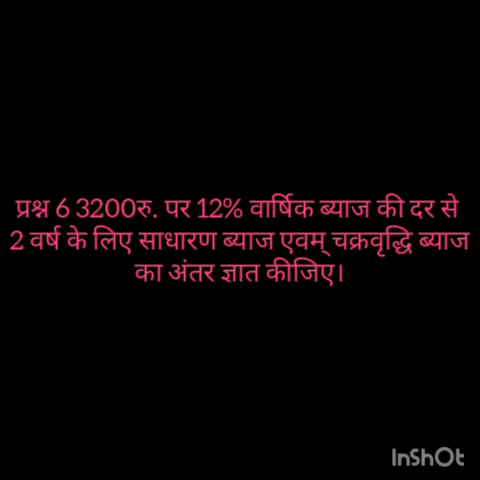 प्रश्न 6 3200रु. पर 12% वार्षिक ब्याज की दर से
2 वर्ष के लिए साधारण ब्याज एवम् चक्रवृद्धि ब्याज
का अंतर ज्ञात कीजिए।
InShOt